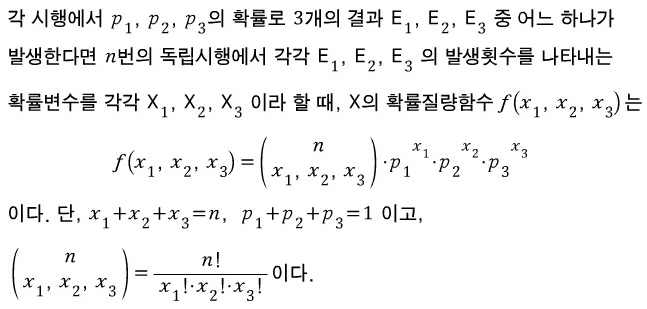 각 시행에서 p₁, p₂, p₃의 확률로 3개의 결과 E₁, E₂, E₃ 중 어느 하나가
발생한다면 n번의 독립시행에서 각각 E₁, E₂, E₃ 의 발생횟수를 나타내는
확률변수를 각각 X₁, X₂, X₃ 이라 할 때, X의 확률질량함수 f(x₁, x₂, x₃)는
f(x₁, x₂, x₃) = (n / x₁, x₂, x₃) · p₁^x₁ · p₂^x₂ · p₃^x₃
이다. 단, x₁+x₂+x₃=n, p₁+p₂+p₃=1 이고,
(n / x₁, x₂, x₃) = n! / x₁!·x₂!·x₃! 이다.